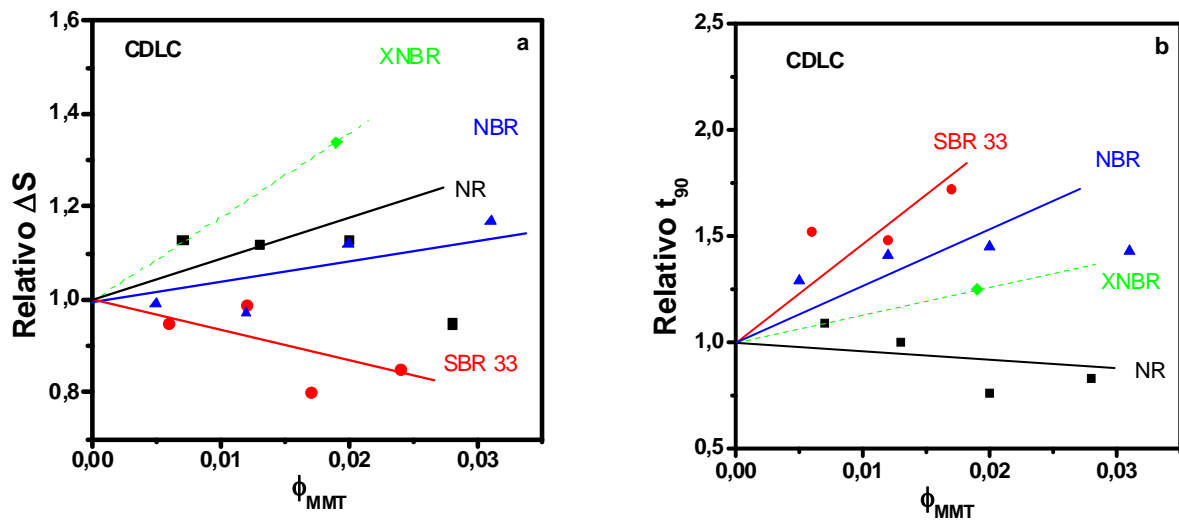 a
CDLC
XNBR
NBR
NR
SBR 33
Relativo ΔS
1,6
1,4
1,2
1,0
0,8
0,00 0,01 0,02 0,03
ϕMMT
b
CDLC
SBR 33
NBR
XNBR
NR
Relativo t90
2,5
2,0
1,5
1,0
0,5
0,00 0,01 0,02 0,03
ϕMMT